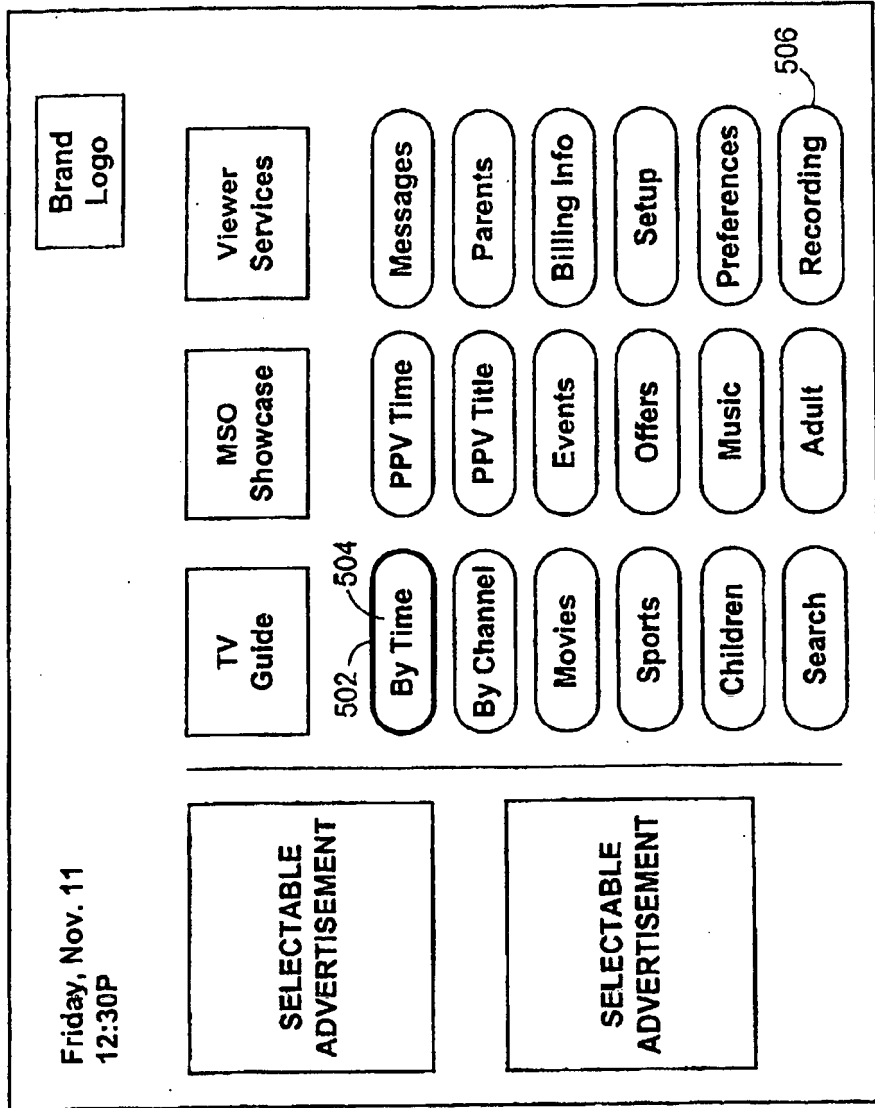 Friday, Nov. 11
12:30P
Brand
Logo
SELECTABLE
ADVERTISEMENT
SELECTABLE
ADVERTISEMENT
TV
Guide
502
504
By Time
By Channel
Movies
Sports
Children
Search
MSO
Showcase
PPV Time
PPV Title
Events
Offers
Music
Adult
Viewer
Services
Messages
Parents
Billing Info
Setup
Preferences
Recording
506